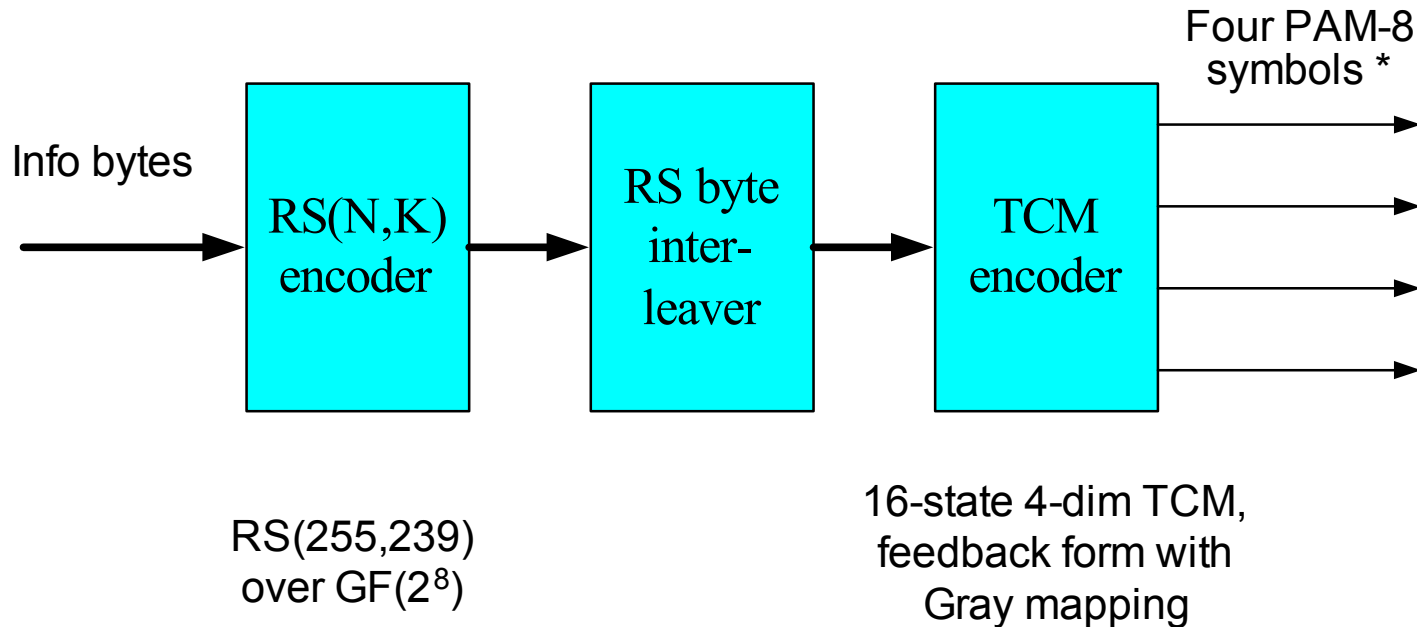 Four PAM-8
symbols *
Info bytes
RS(N,K)
encoder
RS byte
inter-
leaver
TCM
encoder
RS(255,239)
over GF(2⁸)
16-state 4-dim TCM,
feedback form with
Gray mapping